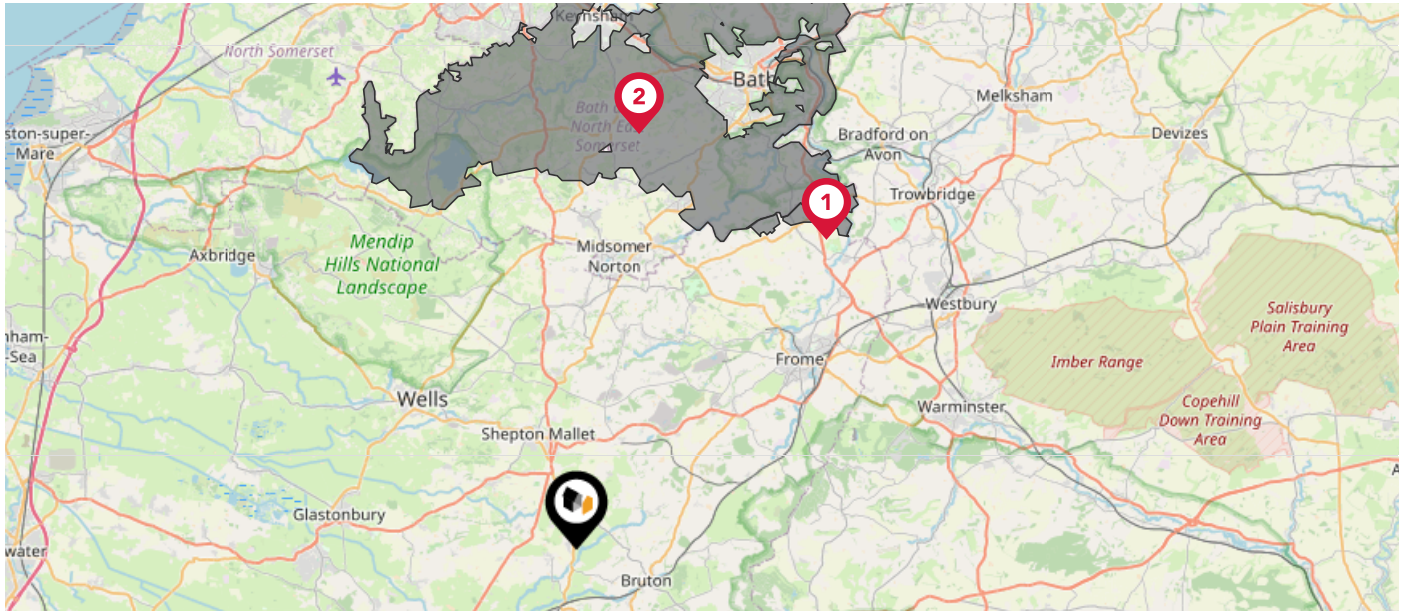 Keynsham
North Somerset
Bath
Melksham
2
Bath
North East
Somerset
ston-super-
Mare
Bradford on
Avon
Devizes
Trowbridge
1
Axbridge
Mendip
Hills National
Landscape
Midsomer
Norton
Westbury
Salisbury
Plain Training
Area
nham-
-Sea
Frome
Imber Range
Wells
Warminster
Copehill
Down Training
Area
Shepton Mallet
A
Glastonbury
water
Bruton